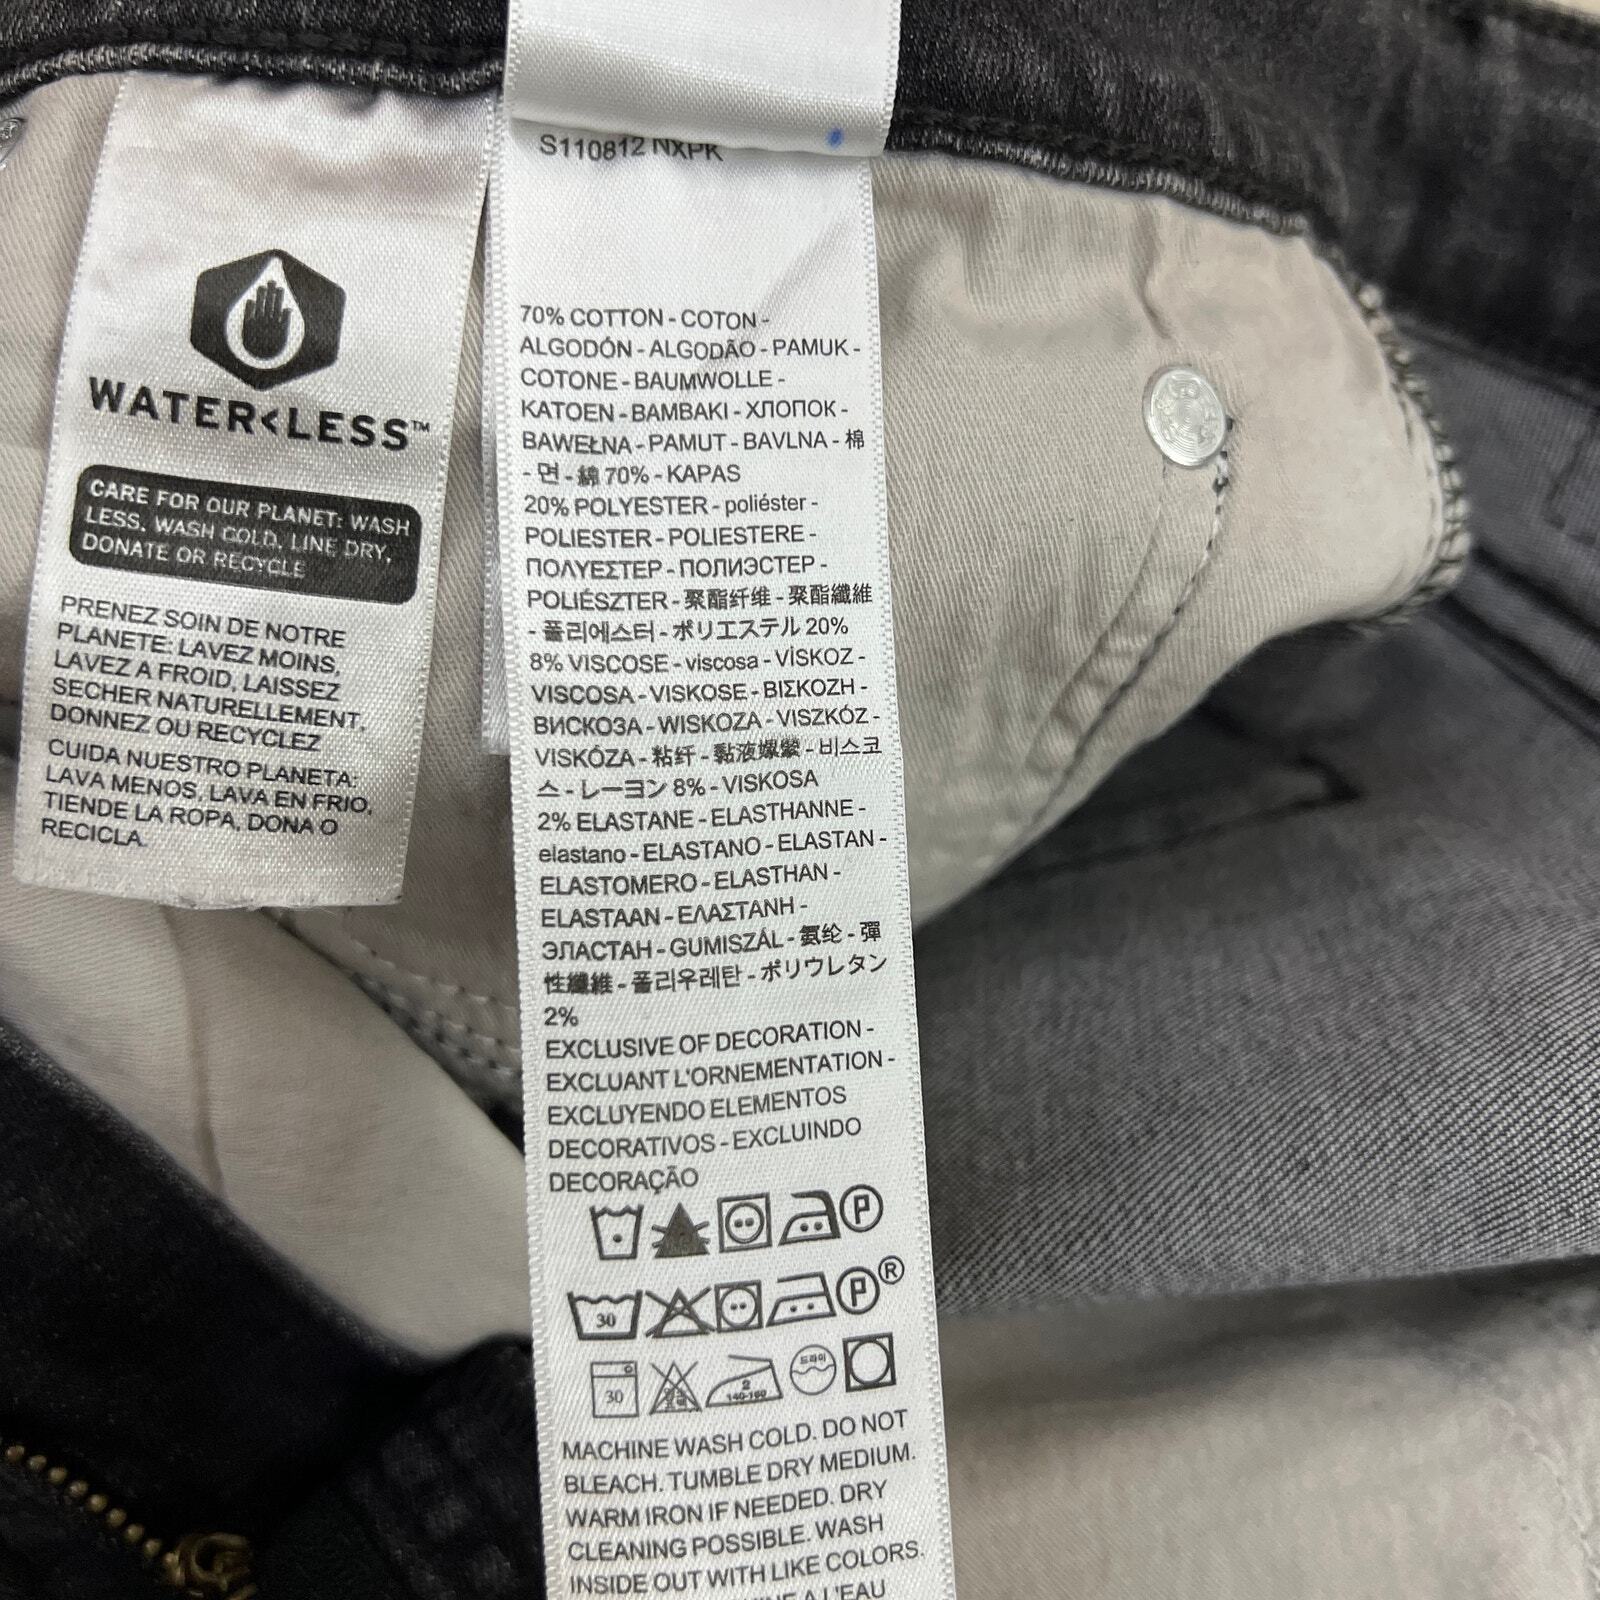 WATER<LESS™
CARE FOR OUR PLANET: WASH
LESS, WASH COLD, LINE DRY,
DONATE OR RECYCLE
PRENEZ SOIN DE NOTRE
PLANETE: LAVEZ MOINS,
LAVEZ A FROID, LAISSEZ
SECHER NATURELLEMENT,
DONNEZ OU RECYCLEZ
CUIDA NUESTRO PLANETA:
LAVA MENOS, LAVA EN FRIO,
TIENDE LA ROPA, DONA O
RECICLA.
S110812 NXPK
70% COTTON - COTON -
ALGODÓN - ALGODÃO - PAMUK -
COTONE - BAUMWOLLE -
KATOEN - BAMBAKI - ХЛОПОК -
BAWEŁNA - PAMUT - BAVLNA - 棉
- 면 - 綿 70% - KAPAS
20% POLYESTER - poliéster -
POLIESTER - POLIESTERE -
ΠΟΛΥΕΣΤΕΡ - ПОЛИЭСТЕР -
POLIÉSZTER - 聚酯纤维 - 聚酯纖維
- 폴리에스터 - ポリエステル 20%
8% VISCOSE - viscosa - VİSKOZ -
VISCOSA - VISKOSE - ΒΙΣΚΟΖΗ -
ВИСКОЗА - WISKOZA - VISZKÓZ -
VISKÓZA - 粘纤 - 黏液嫘縈 - 비스코
스 - レーヨン 8% - VISKOSA
2% ELASTANE - ELASTHANNE -
elastano - ELASTANO - ELASTAN -
ELASTOMERO - ELASTHAN -
ELASTAAN - ΕΛΑΣΤΑΝΗ -
ЭЛАСТАН - GUMISZÁL - 氨纶 - 彈
性纖維 - 폴리우레탄 - ポリウレタン
2%
EXCLUSIVE OF DECORATION -
EXCLUANT L'ORNEMENTATION -
EXCLUYENDO ELEMENTOS
DECORATIVOS - EXCLUINDO
DECORAÇÃO
P
30 P ®
30 2 140-160 드라이
MACHINE WASH COLD. DO NOT
BLEACH. TUMBLE DRY MEDIUM.
WARM IRON IF NEEDED. DRY
CLEANING POSSIBLE. WASH
INSIDE OUT WITH LIKE COLORS.
A L'EAU